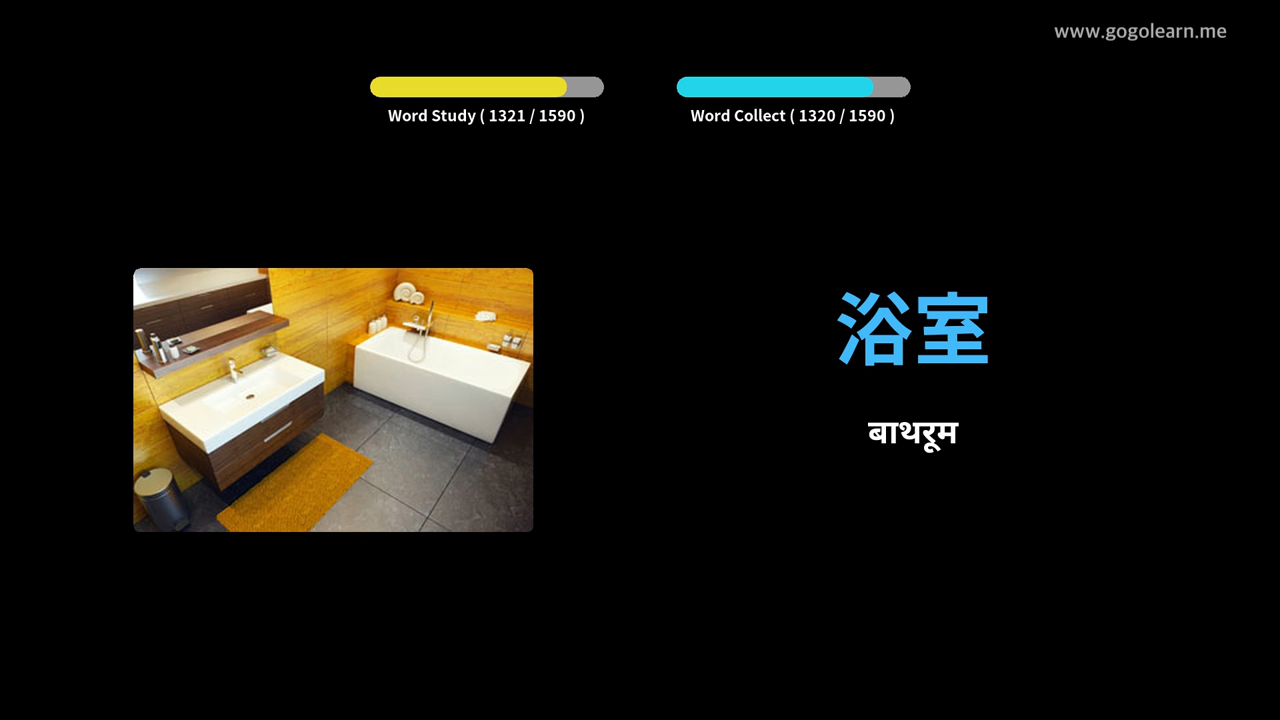 www.gogolearn.me
Word Study ( 1321 / 1590 )
Word Collect ( 1320 / 1590 )
浴室
बाथरूम